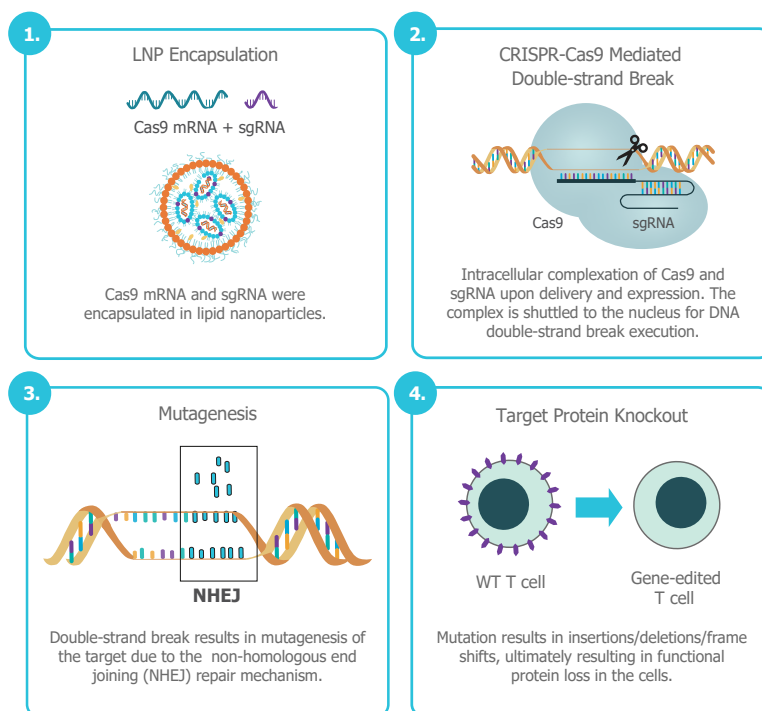 1.
LNP Encapsulation
Cas9 mRNA + sgRNA
Cas9 mRNA and sgRNA were
encapsulated in lipid nanoparticles.
2.
CRISPR-Cas9 Mediated
Double-strand Break
Cas9
sgRNA
Intracellular complexation of Cas9 and
sgRNA upon delivery and expression. The
complex is shuttled to the nucleus for DNA
double-strand break execution.
3.
Mutagenesis
NHEJ
Double-strand break results in mutagenesis of
the target due to the non-homologous end
joining (NHEJ) repair mechanism.
4.
Target Protein Knockout
WT T cell
Gene-edited
T cell
Mutation results in insertions/deletions/frame
shifts, ultimately resulting in functional
protein loss in the cells.